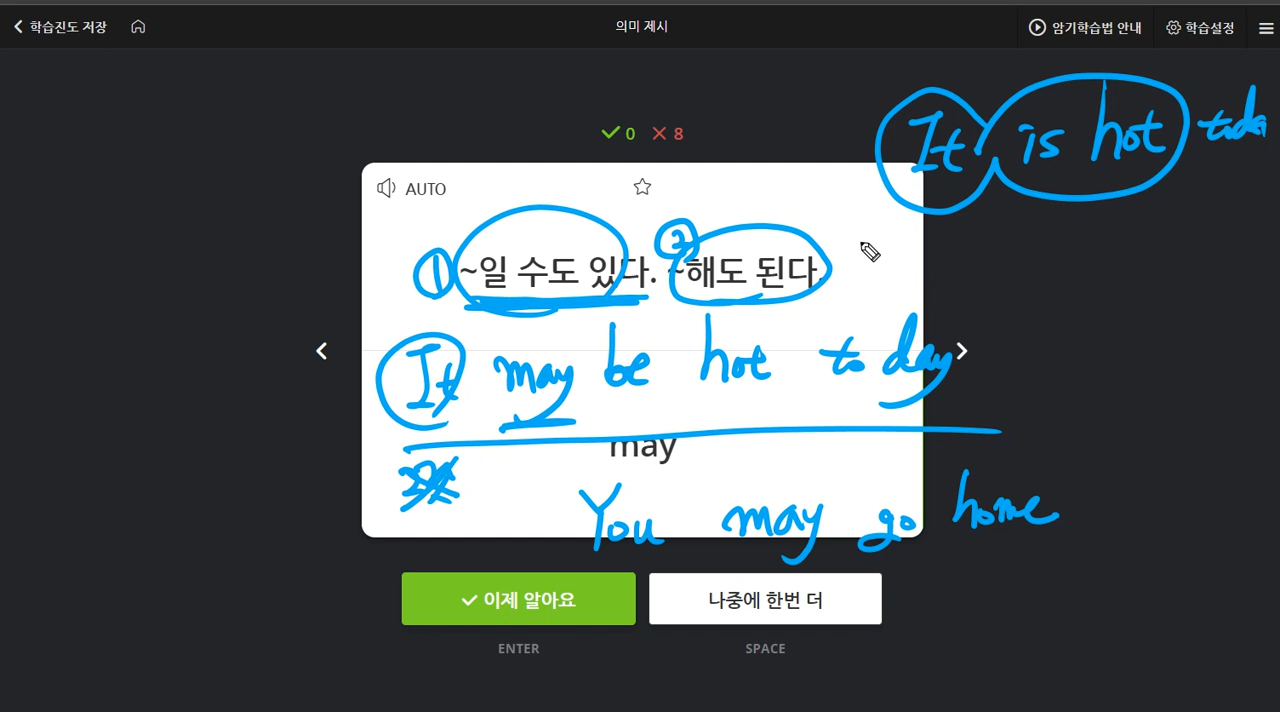 학습진도 저장
의미 제시
암기학습법 안내
학습설정
It is hot
0 8
AUTO
① ~일 수도 있다. ② ~해도 된다.
It may be hot today
may
You may go home
이제 알아요
나중에 한번 더
ENTER
SPACE